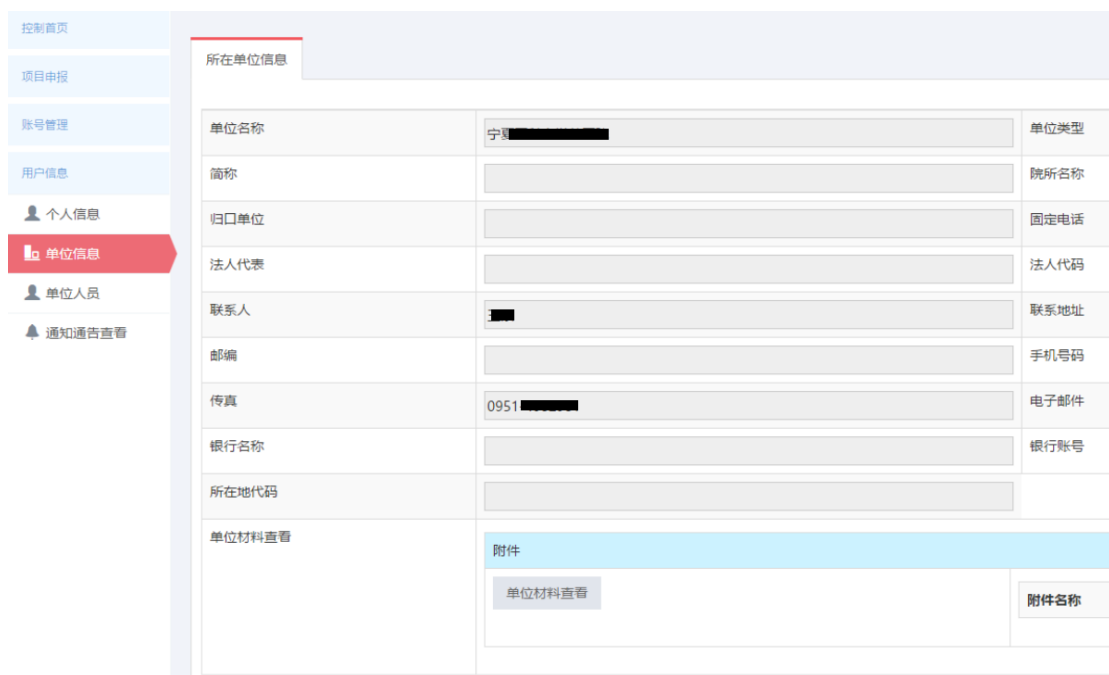 控制首页
项目申报
账号管理
用户信息
个人信息
单位信息
单位人员
通知通告查看
所在单位信息
单位名称 宁夏 单位类型
简称 院所名称
归口单位 固定电话
法人代表 法人代码
联系人 联系地址
邮编 手机号码
传真 0951 电子邮件
银行名称 银行账号
所在地代码
单位材料查看
附件
单位材料查看
附件名称